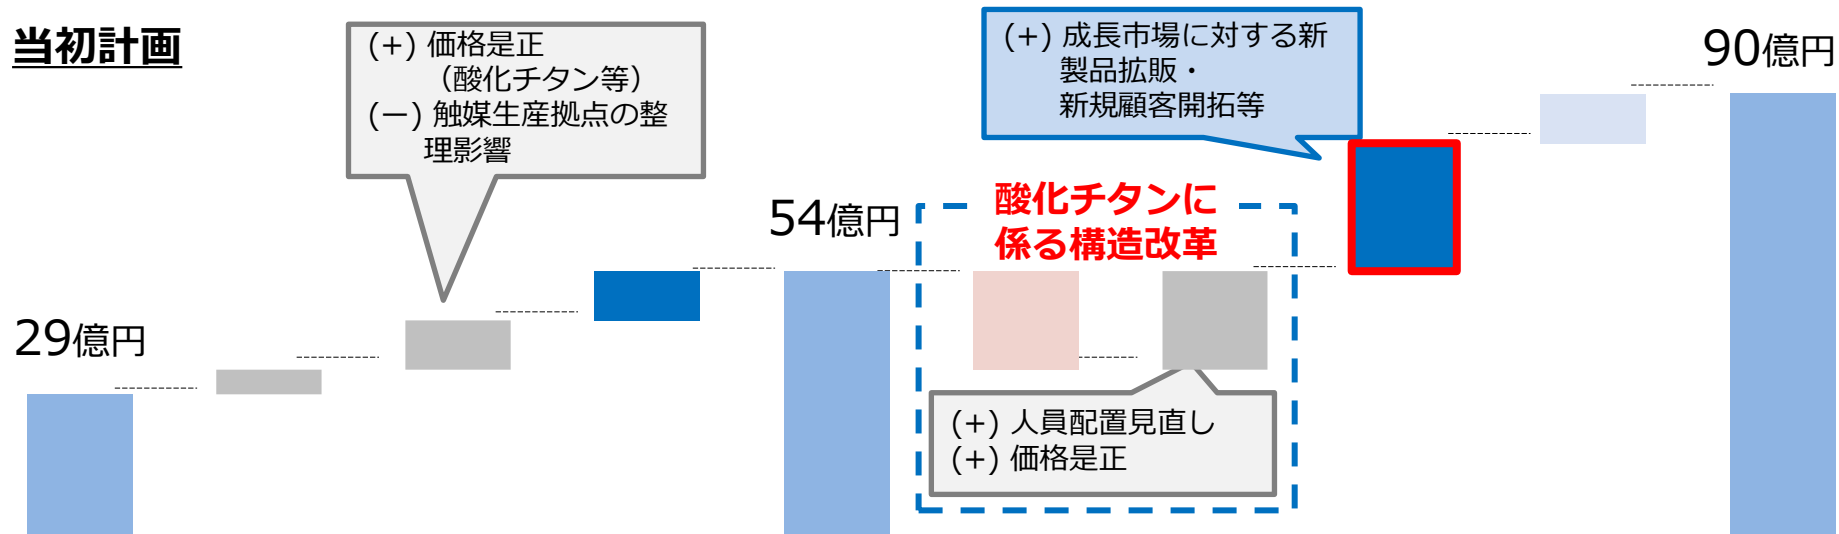 当初計画
(+) 価格是正
（酸化チタン等）
(ー) 触媒生産拠点の整
理影響
(+) 成長市場に対する新
製品拡販・
新規顧客開拓等
90億円
54億円
酸化チタンに
係る構造改革
29億円
(+) 人員配置見直し
(+) 価格是正